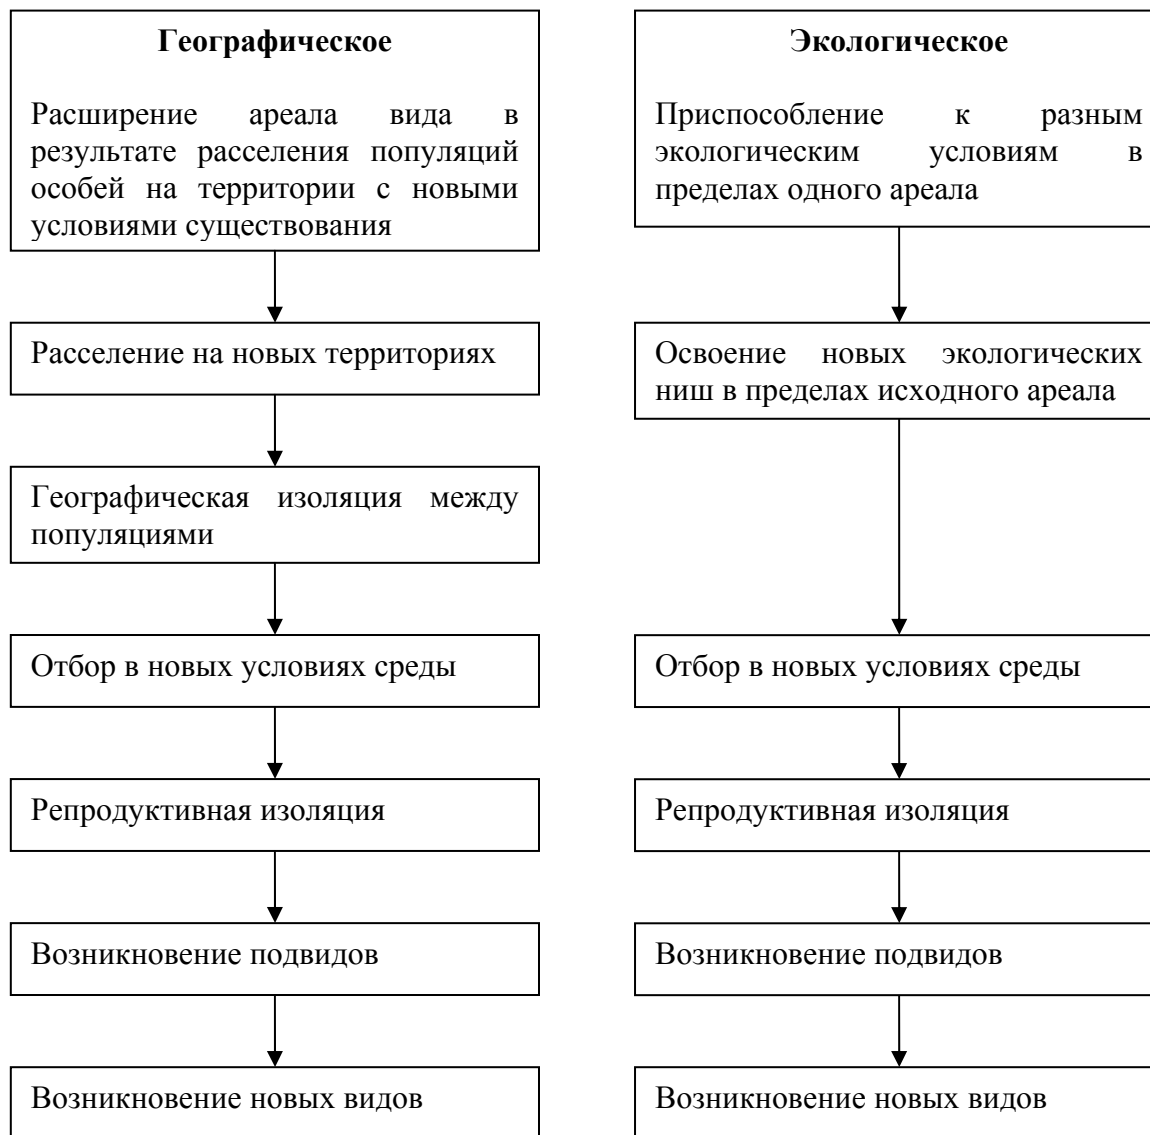 Географическое
Расширение ареала вида в
результате расселения популяций
особей на территории с новыми
условиями существования
Расселение на новых территориях
Географическая изоляция между
популяциями
Отбор в новых условиях среды
Репродуктивная изоляция
Возникновение подвидов
Возникновение новых видов
Экологическое
Приспособление к разным
экологическим условиям в
пределах одного ареала
Освоение новых экологических
ниш в пределах исходного ареала
Отбор в новых условиях среды
Репродуктивная изоляция
Возникновение подвидов
Возникновение новых видов